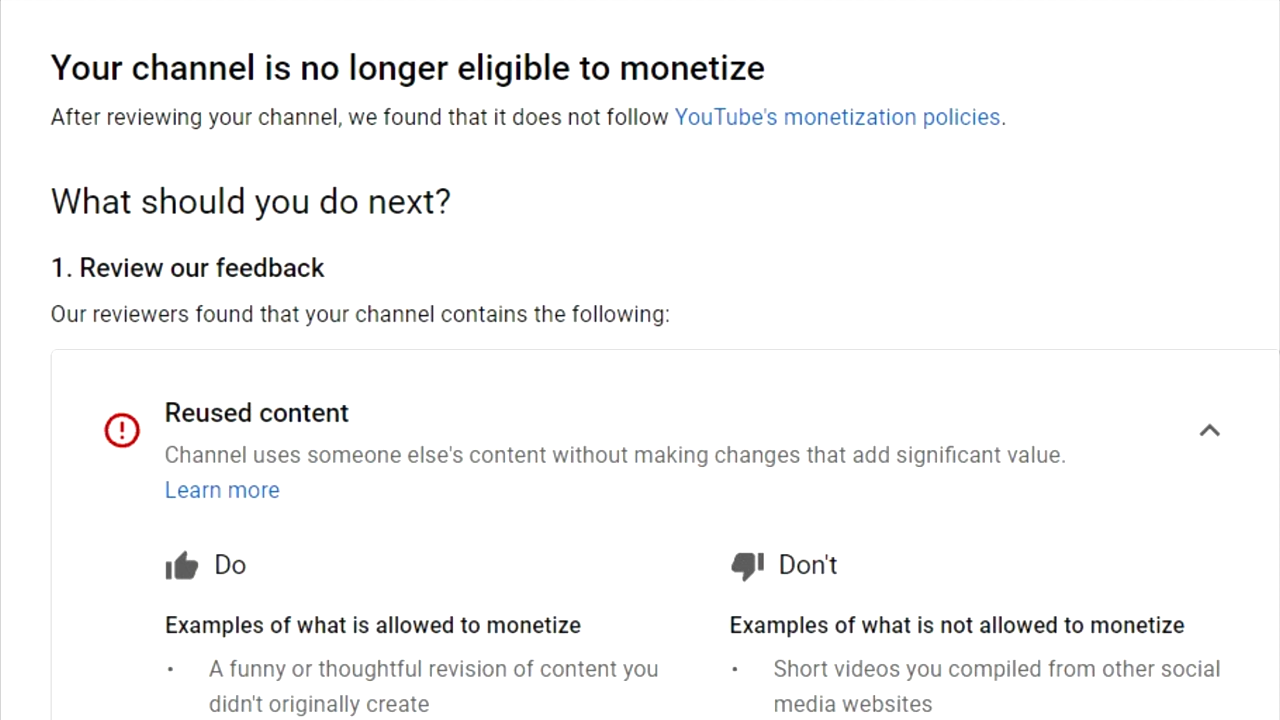 Your channel is no longer eligible to monetize
After reviewing your channel, we found that it does not follow YouTube's monetization policies.
What should you do next?
1. Review our feedback
Our reviewers found that your channel contains the following:
Reused content
Channel uses someone else's content without making changes that add significant value.
Learn more
Do
Examples of what is allowed to monetize
• A funny or thoughtful revision of content you
didn't originally create
Don't
Examples of what is not allowed to monetize
• Short videos you compiled from other social
media websites